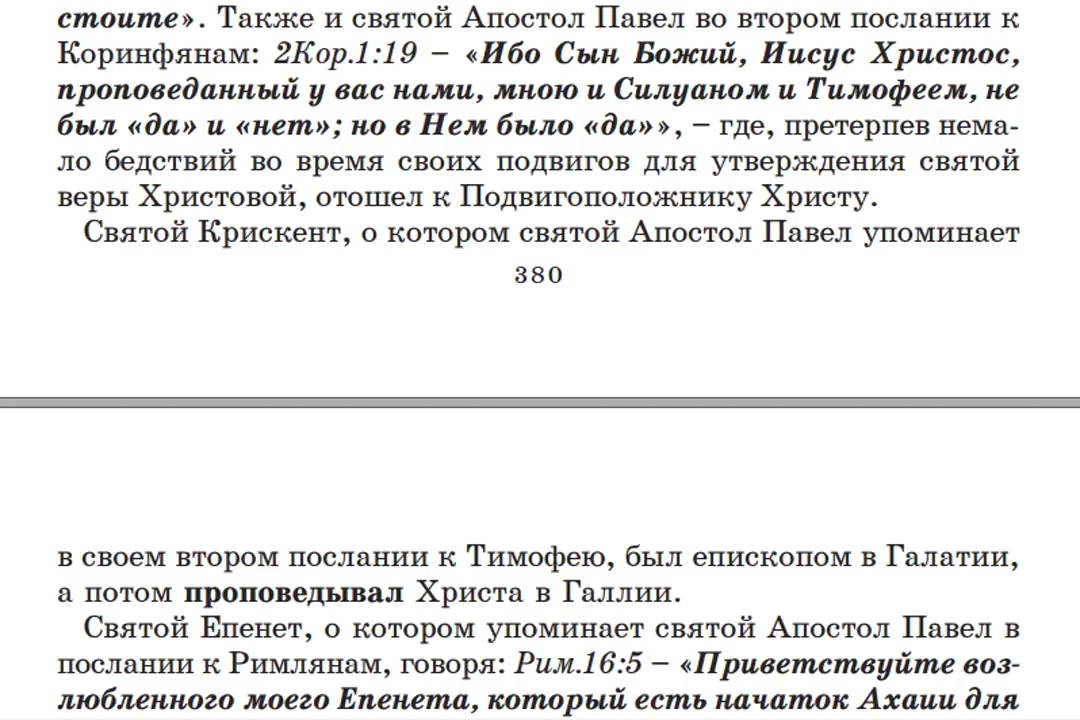 стоите». Также и святой Апостол Павел во втором послании к
Коринфянам: 2Кор.1:19 – «Ибо Сын Божий, Иисус Христос,
проповеданный у вас нами, мною и Силуаном и Тимофеем, не
был «да» и «нет»; но в Нем было «да»», – где, претерпев нема-
ло бедствий во время своих подвигов для утверждения святой
веры Христовой, отошел к Подвигоположнику Христу.
Святой Крискент, о котором святой Апостол Павел упоминает
380
в своем втором послании к Тимофею, был епископом в Галатии,
а потом проповедывал Христа в Галлии.
Святой Епенет, о котором упоминает святой Апостол Павел в
послании к Римлянам, говоря: Рим.16:5 – «Приветствуйте воз-
любленного моего Епенета, который есть начаток Ахаии для